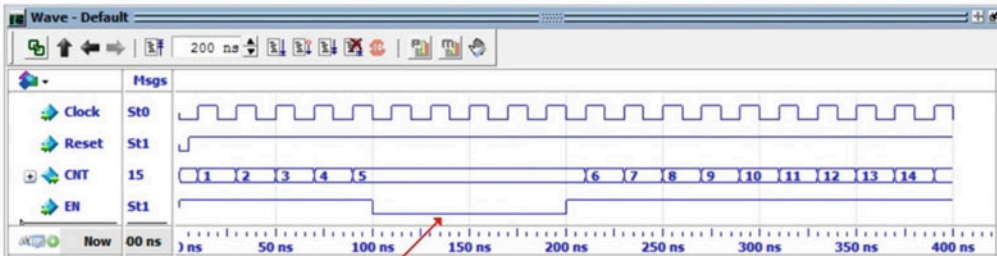 Wave - Default
200 ns
Msgs
Clock St0
Reset St1
CNT 15 1 2 3 4 5 6 7 8 9 10 11 12 13 14
EN St1
Now 00 ns )ns 50 ns 100 ns 150 ns 200 ns 250 ns 300 ns 350 ns 400 ns